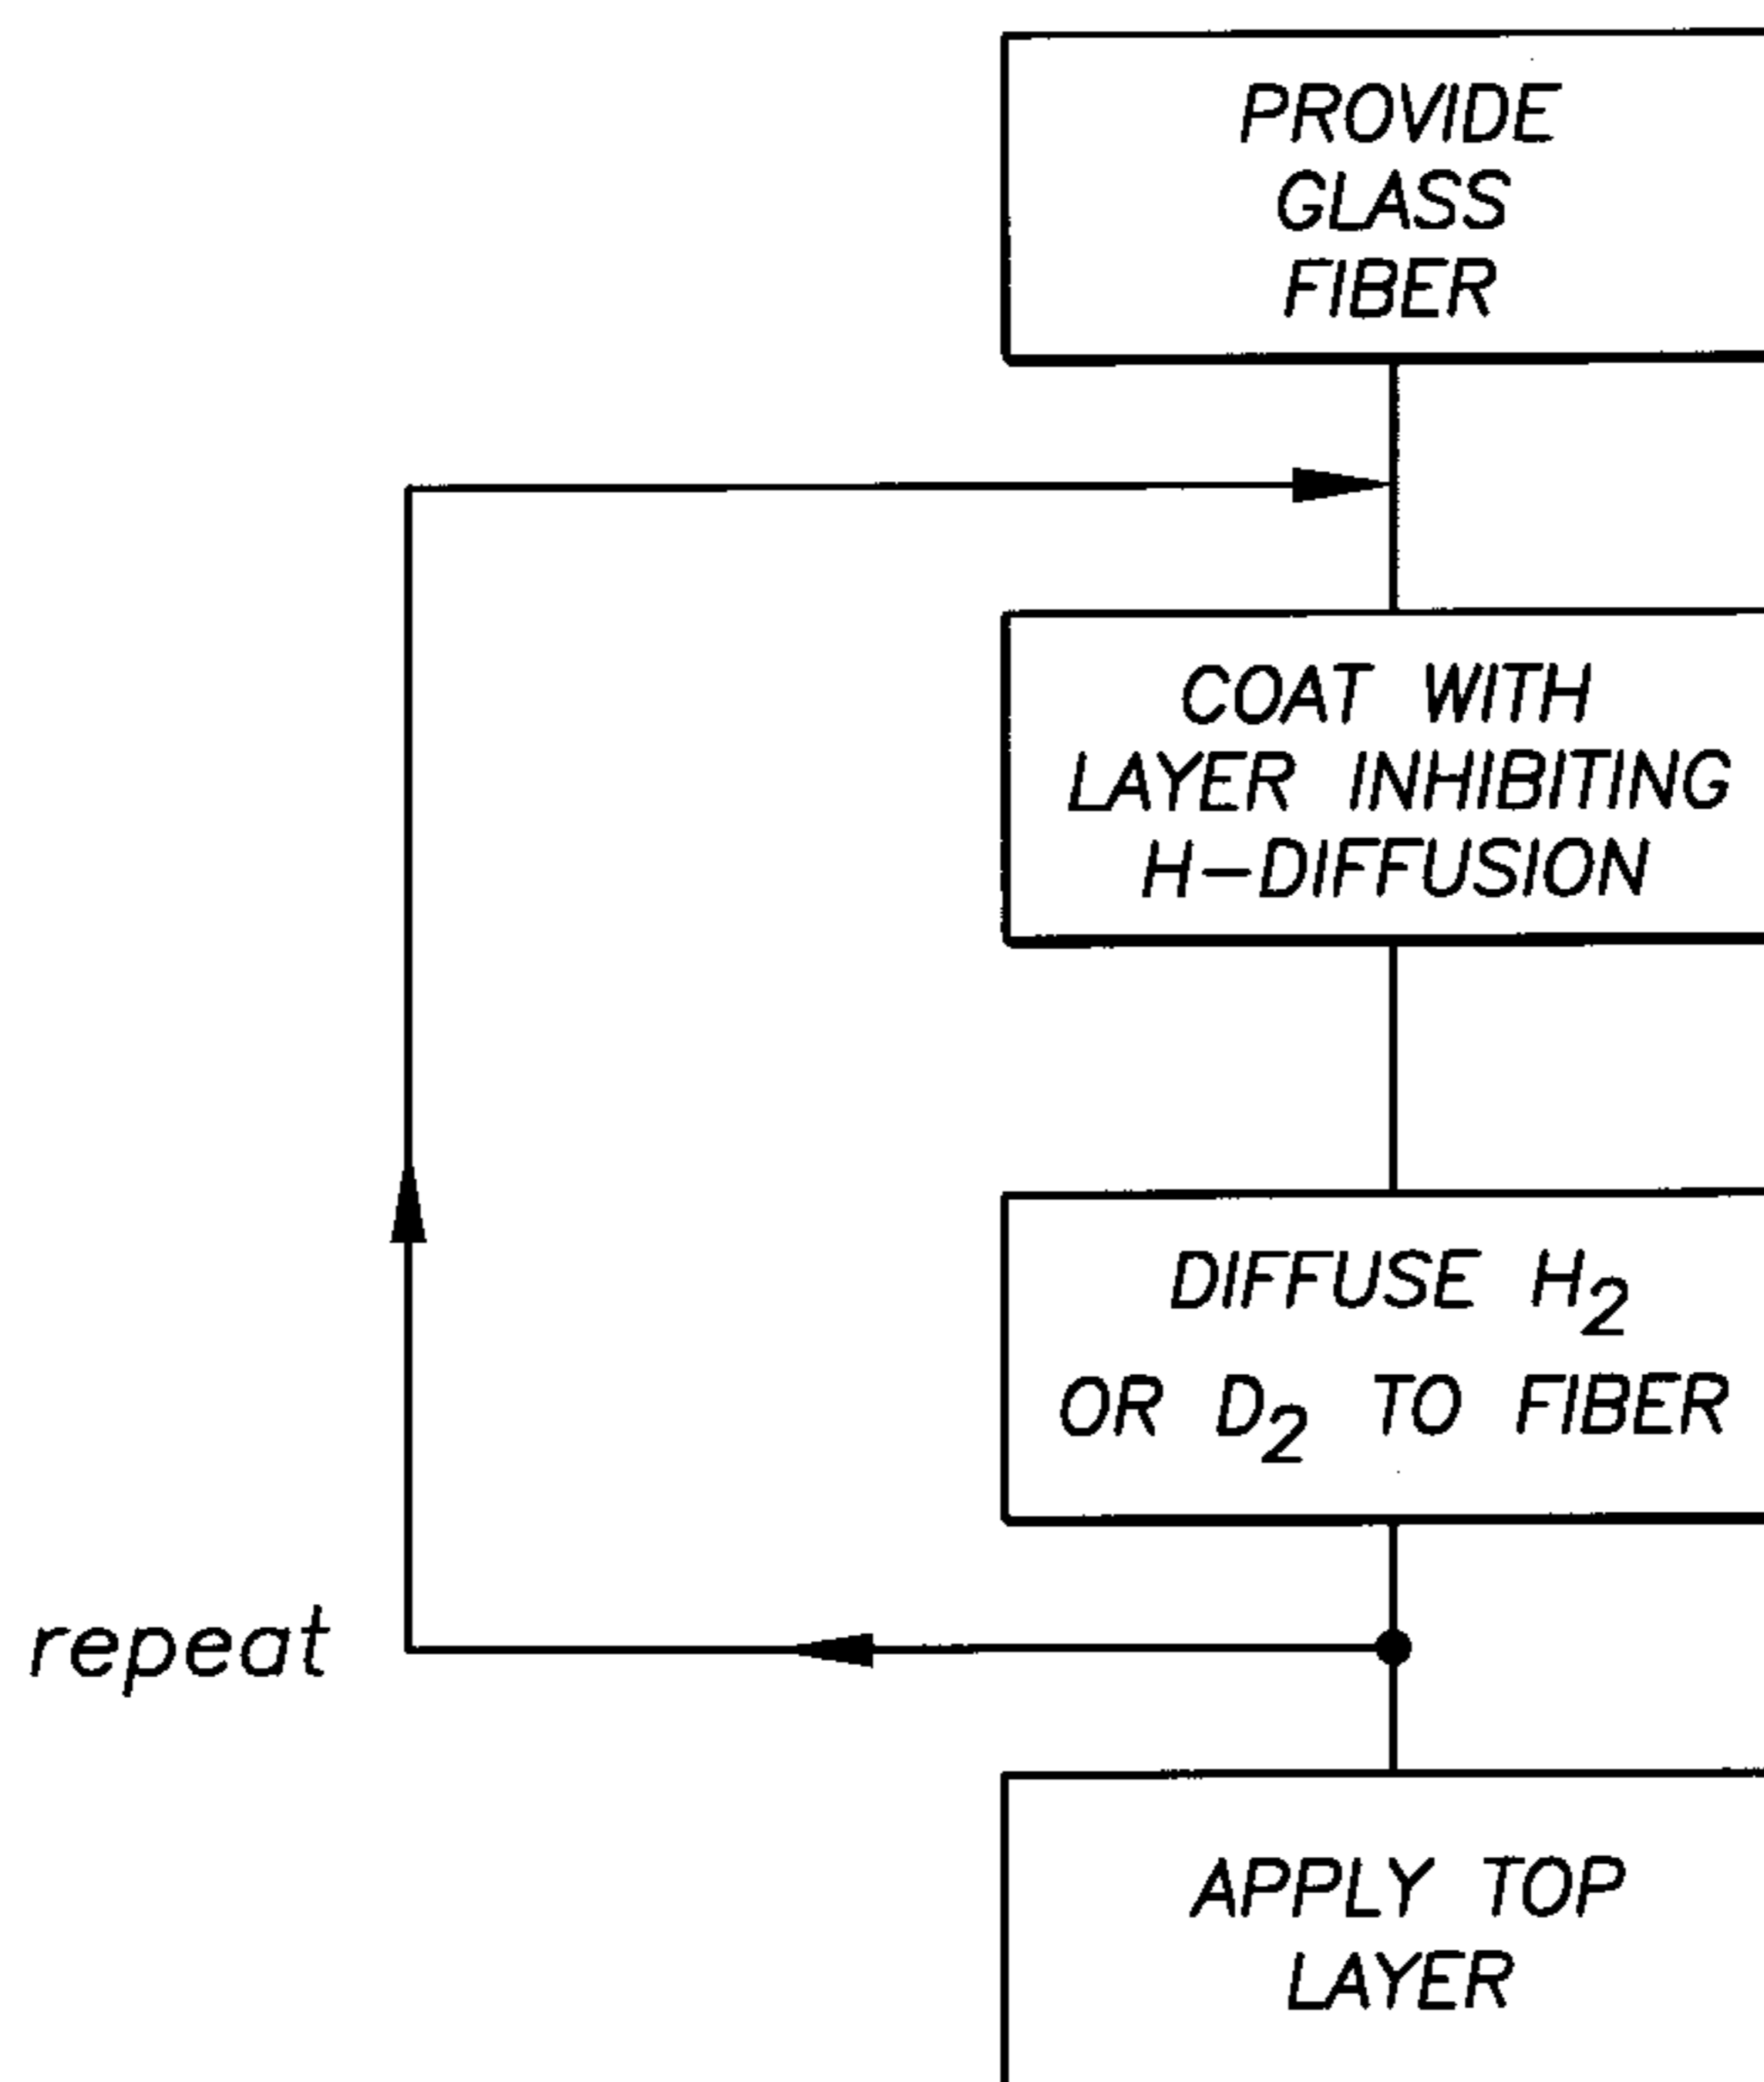 PROVIDE
GLASS
FIBER
COAT WITH
LAYER INHIBITING
H-DIFFUSION
DIFFUSE H₂
OR D₂ TO FIBER
repeat
APPLY TOP
LAYER